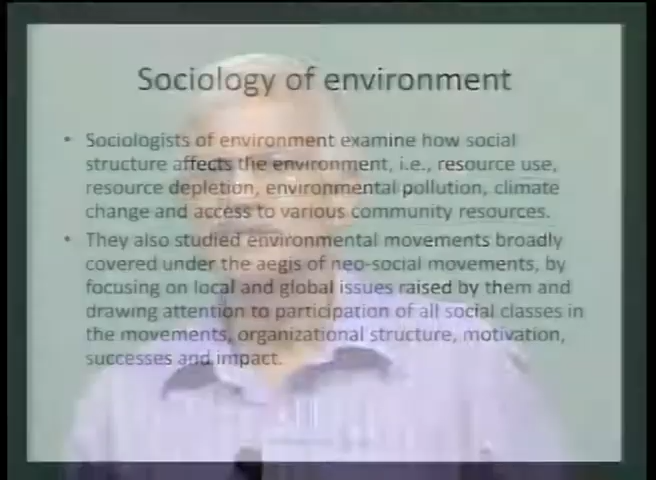 Sociology of environment
• Sociologists of environment examine how social
structure affects the environment, i.e., resource use,
resource depletion, environmental pollution, climate
change and access to various community resources.
• They also studied environmental movements broadly
covered under the aegis of neo-social movements, by
focusing on local and global issues raised by them and
drawing attention to participation of all social classes in
the movements, organizational structure, motivation,
successes and impact.